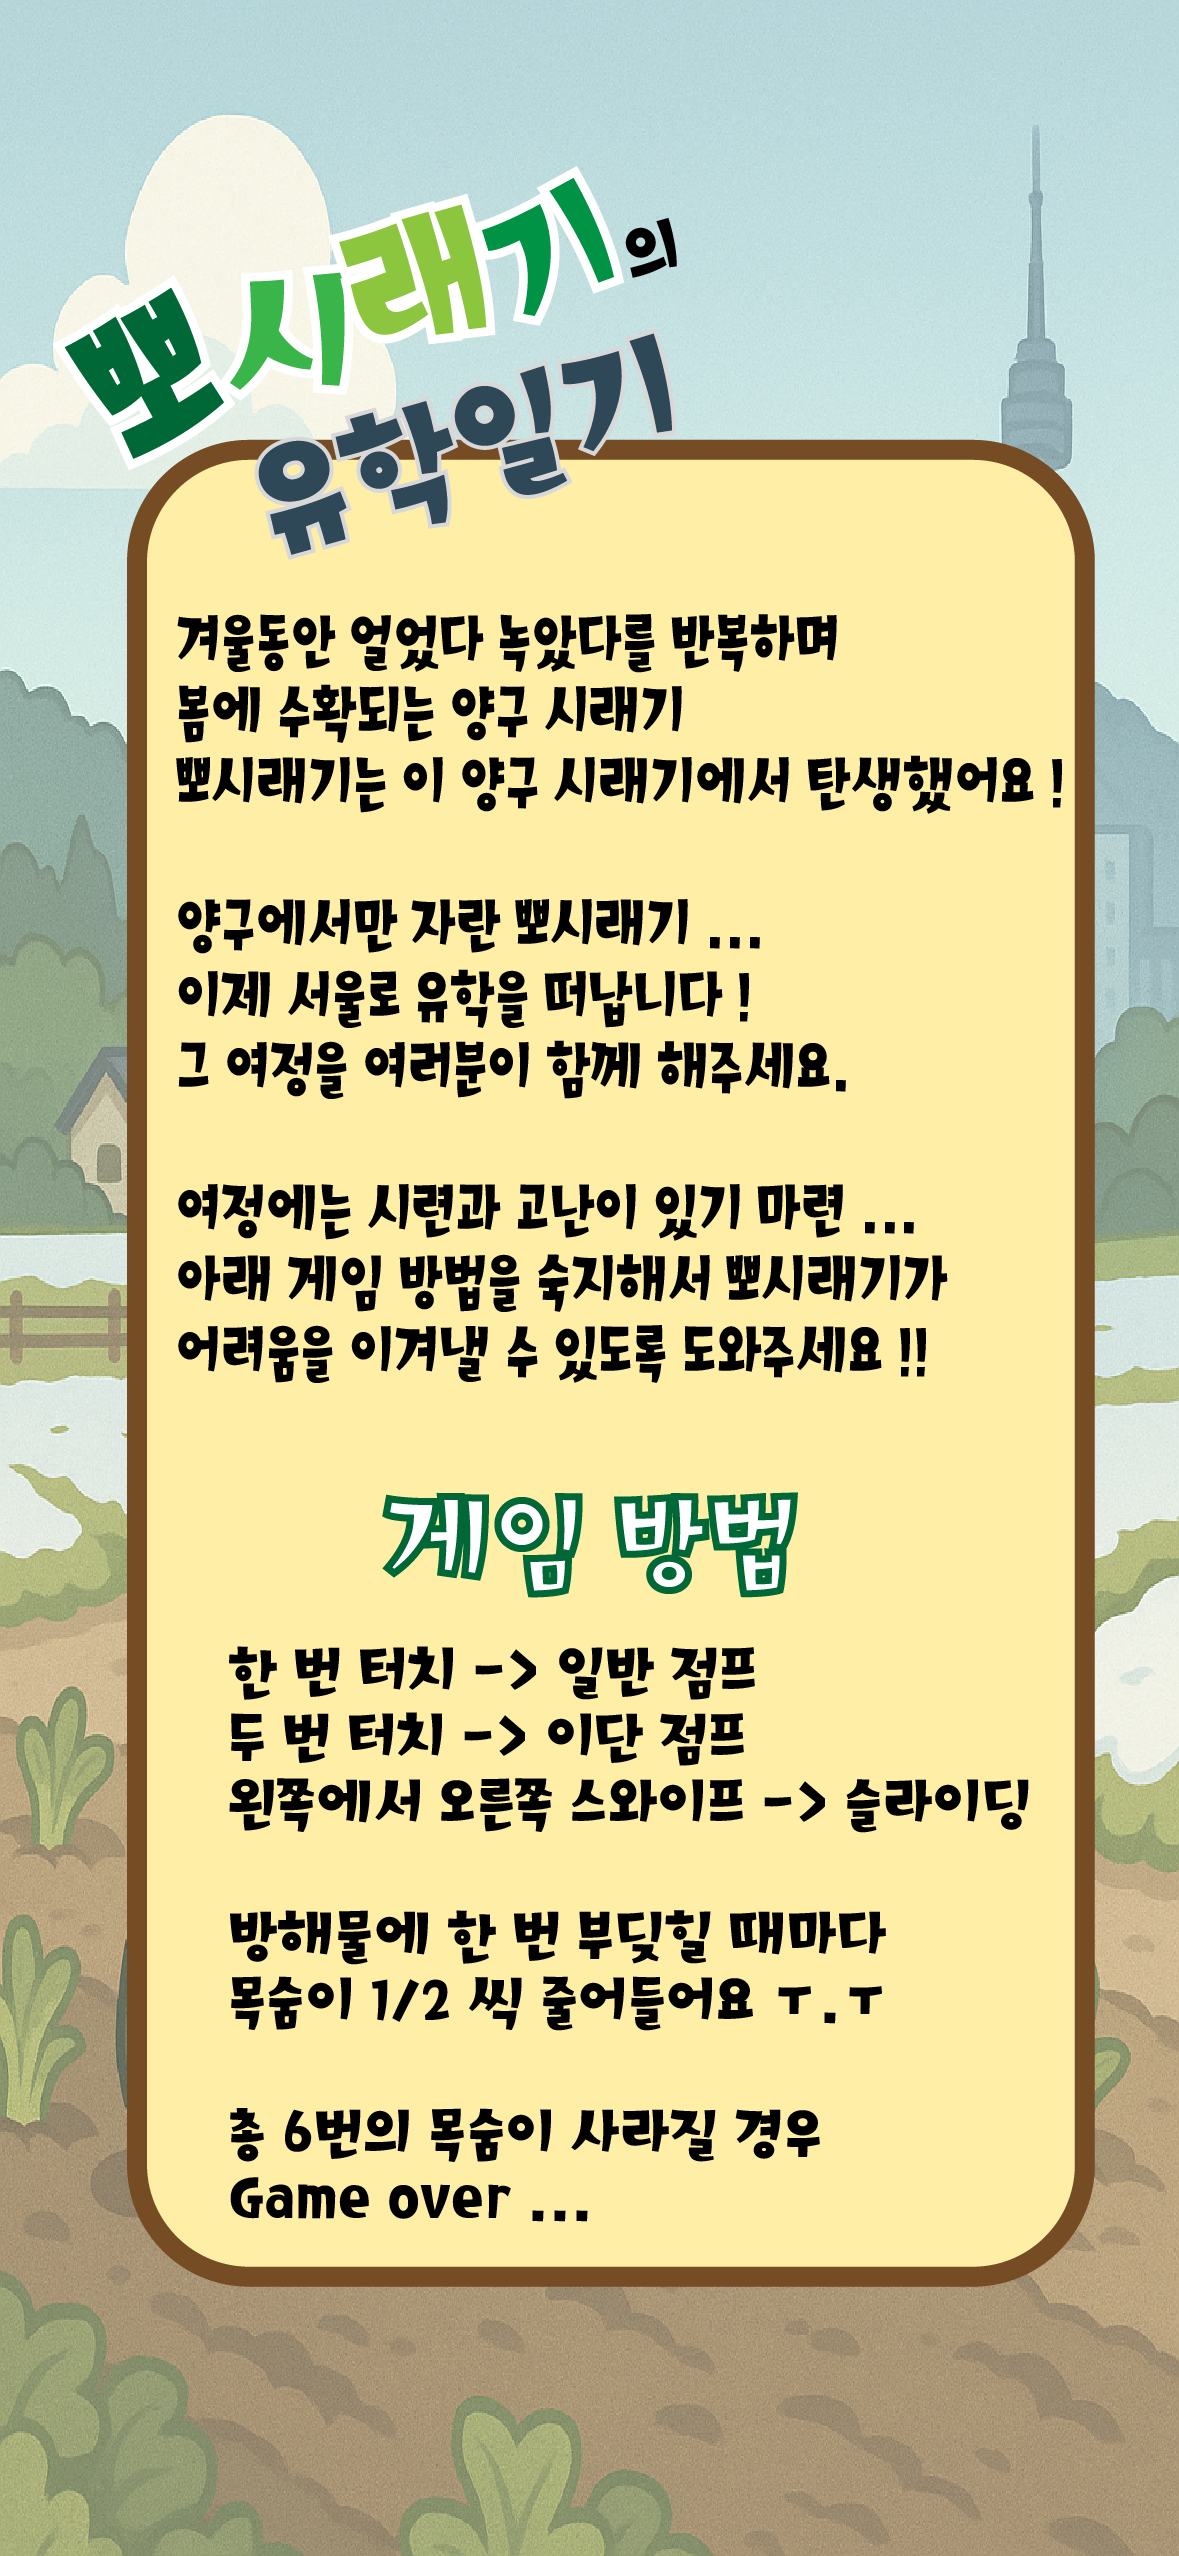 뽀시래기의
유학일기
겨울동안 얼었다 녹았다를 반복하며
봄에 수확되는 양구 시래기
뽀시래기는 이 양구 시래기에서 탄생했어요 !
양구에서만 자란 뽀시래기 ...
이제 서울로 유학을 떠납니다 !
그 여정을 여러분이 함께 해주세요.
여정에는 시련과 고난이 있기 마련 ...
아래 게임 방법을 숙지해서 뽀시래기가
어려움을 이겨낼 수 있도록 도와주세요 !!
게임 방법
한 번 터치 -> 일반 점프
두 번 터치 -> 이단 점프
왼쪽에서 오른쪽 스와이프 -> 슬라이딩
방해물에 한 번 부딪힐 때마다
목숨이 1/2 씩 줄어들어요 ㅜ.ㅜ
총 6번의 목숨이 사라질 경우
Game over ...